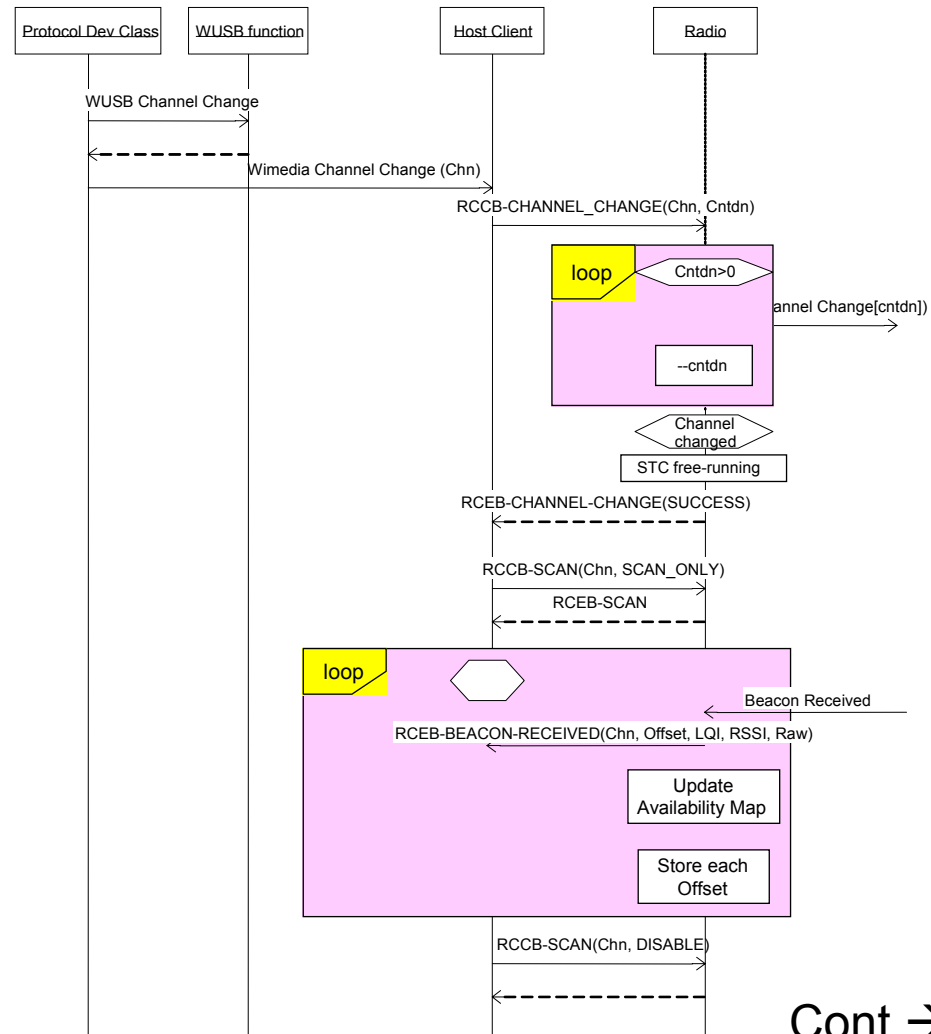 Protocol Dev Class
WUSB function
Host Client
Radio
WUSB Channel Change
Wimedia Channel Change (Chn)
RCCB-CHANNEL_CHANGE(Chn, Cntdn)
loop
Cntdn>0
annel Change[cntdn])
--cntdn
Channel
changed
STC free-running
RCEB-CHANNEL-CHANGE(SUCCESS)
RCCB-SCAN(Chn, SCAN_ONLY)
RCEB-SCAN
loop
Beacon Received
RCEB-BEACON-RECEIVED(Chn, Offset, LQI, RSSI, Raw)
Update
Availability Map
Store each
Offset
RCCB-SCAN(Chn, DISABLE)
Cont →